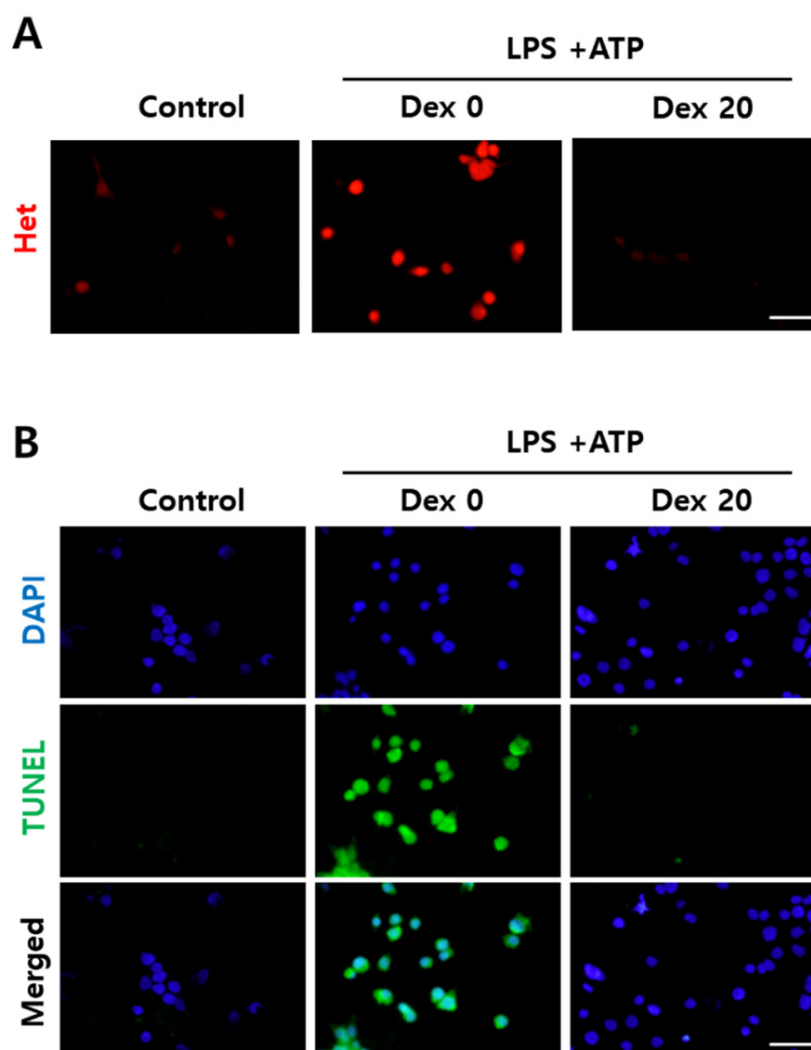 A
LPS +ATP
Control Dex 0 Dex 20
Het
B
LPS +ATP
Control Dex 0 Dex 20
DAPI
TUNEL
Merged